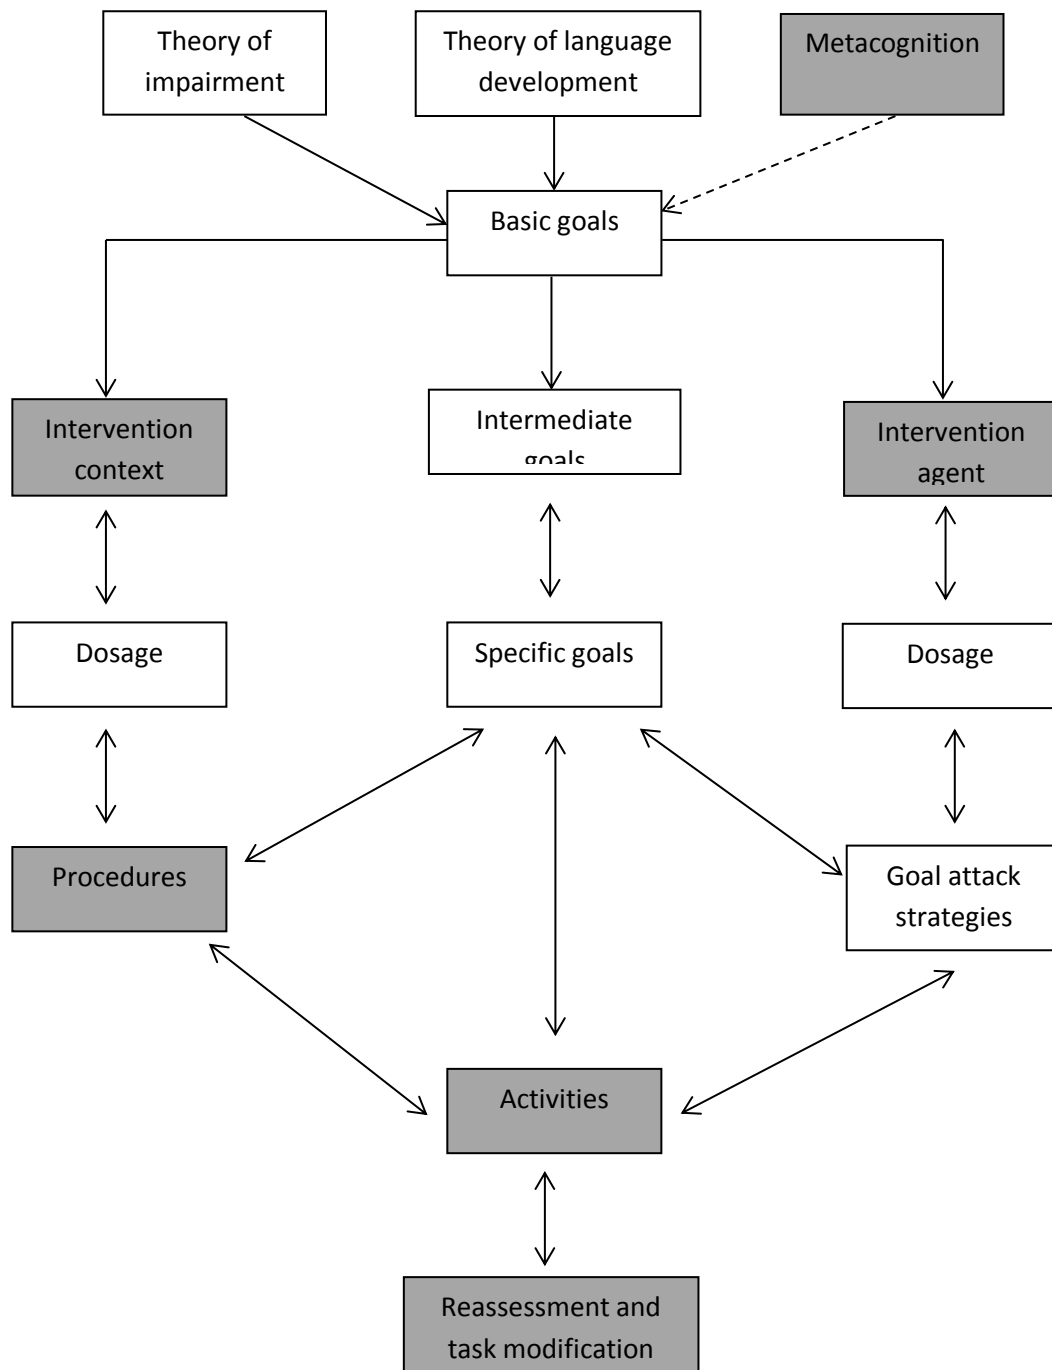 Theory of
impairment
Theory of language
development
Metacognition
Basic goals
Intervention
context
Intermediate
goals
Intervention
agent
Dosage
Specific goals
Dosage
Procedures
Goal attack
strategies
Activities
Reassessment and
task modification